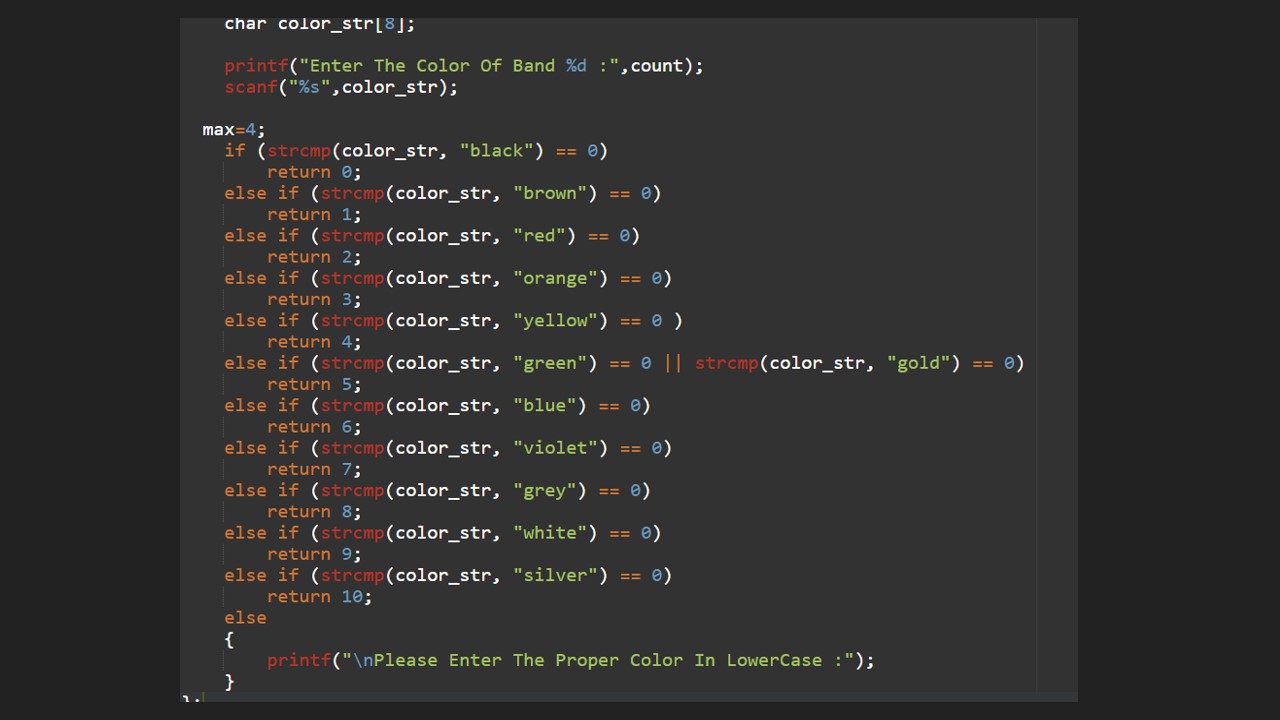 char color_str[8];
printf("Enter The Color Of Band %d :",count);
scanf("%s",color_str);
max=4;
if (strcmp(color_str, "black") == 0)
return 0;
else if (strcmp(color_str, "brown") == 0)
return 1;
else if (strcmp(color_str, "red") == 0)
return 2;
else if (strcmp(color_str, "orange") == 0)
return 3;
else if (strcmp(color_str, "yellow") == 0 )
return 4;
else if (strcmp(color_str, "green") == 0 || strcmp(color_str, "gold") == 0)
return 5;
else if (strcmp(color_str, "blue") == 0)
return 6;
else if (strcmp(color_str, "violet") == 0)
return 7;
else if (strcmp(color_str, "grey") == 0)
return 8;
else if (strcmp(color_str, "white") == 0)
return 9;
else if (strcmp(color_str, "silver") == 0)
return 10;
else
{
printf("\nPlease Enter The Proper Color In LowerCase :");
}
};